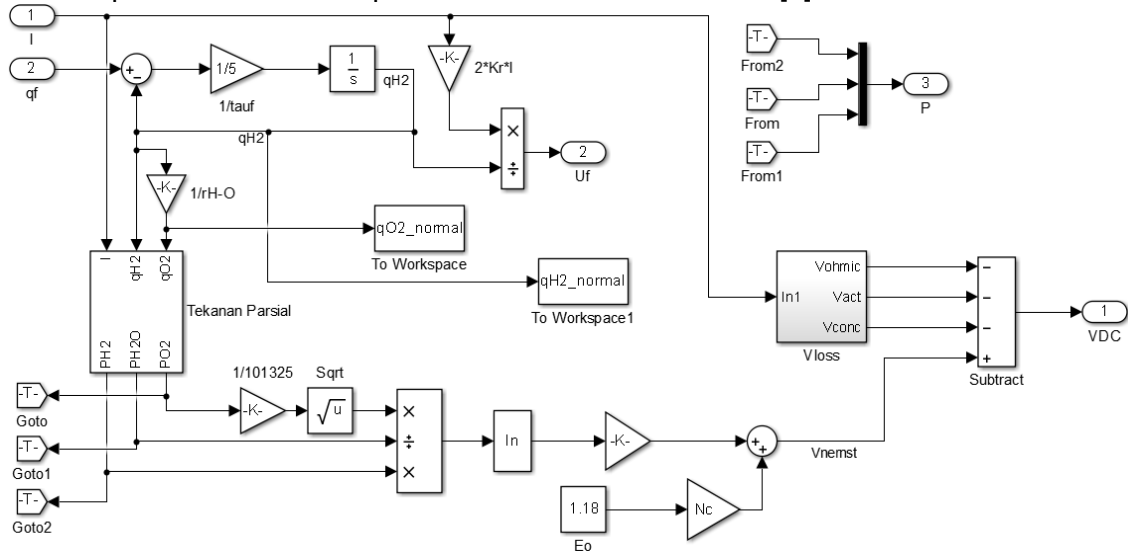 1
I
2
qf
+
-
1/5
1/tauf
1
s
qH2
-K-
2*Kr*I
×
÷
2
Uf
-T-
From2
-T-
From
-T-
From1
3
P
qH2
-K-
1/rH-O
qO2_normal
To Workspace
qH2_normal
To Workspace1
I
qH2
qO2
PH2
PH2O
PO2
Tekanan Parsial
In1
Vohmic
Vact
Vconc
Vloss
-
-
-
+
Subtract
1
VDC
-T-
Goto
-T-
Goto1
-T-
Goto2
1/101325
-K-
Sqrt
√u
×
÷
×
ln
-K-
+
+
Vnernst
1.18
Eo
Nc